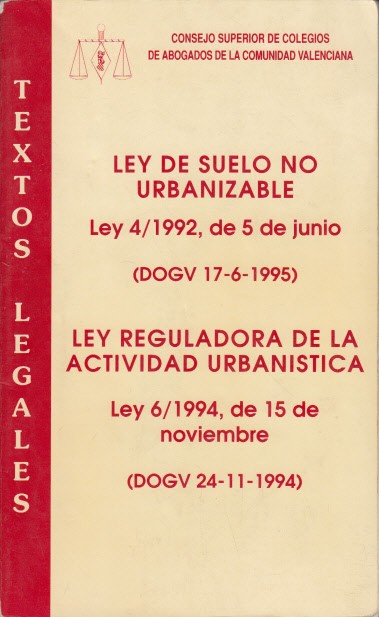 CONSEJO SUPERIOR DE COLEGIOS
DE ABOGADOS DE LA COMUNIDAD VALENCIANA
TEXTOS LEGALES
LEY DE SUELO NO
URBANIZABLE
Ley 4/1992, de 5 de junio
(DOGV 17-6-1995)
LEY REGULADORA DE LA
ACTIVIDAD URBANISTICA
Ley 6/1994, de 15 de
noviembre
(DOGV 24-11-1994)